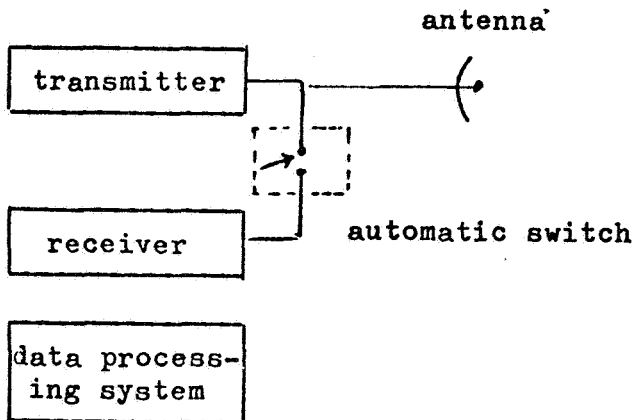 antenna
transmitter
receiver
automatic switch
data process-
ing system